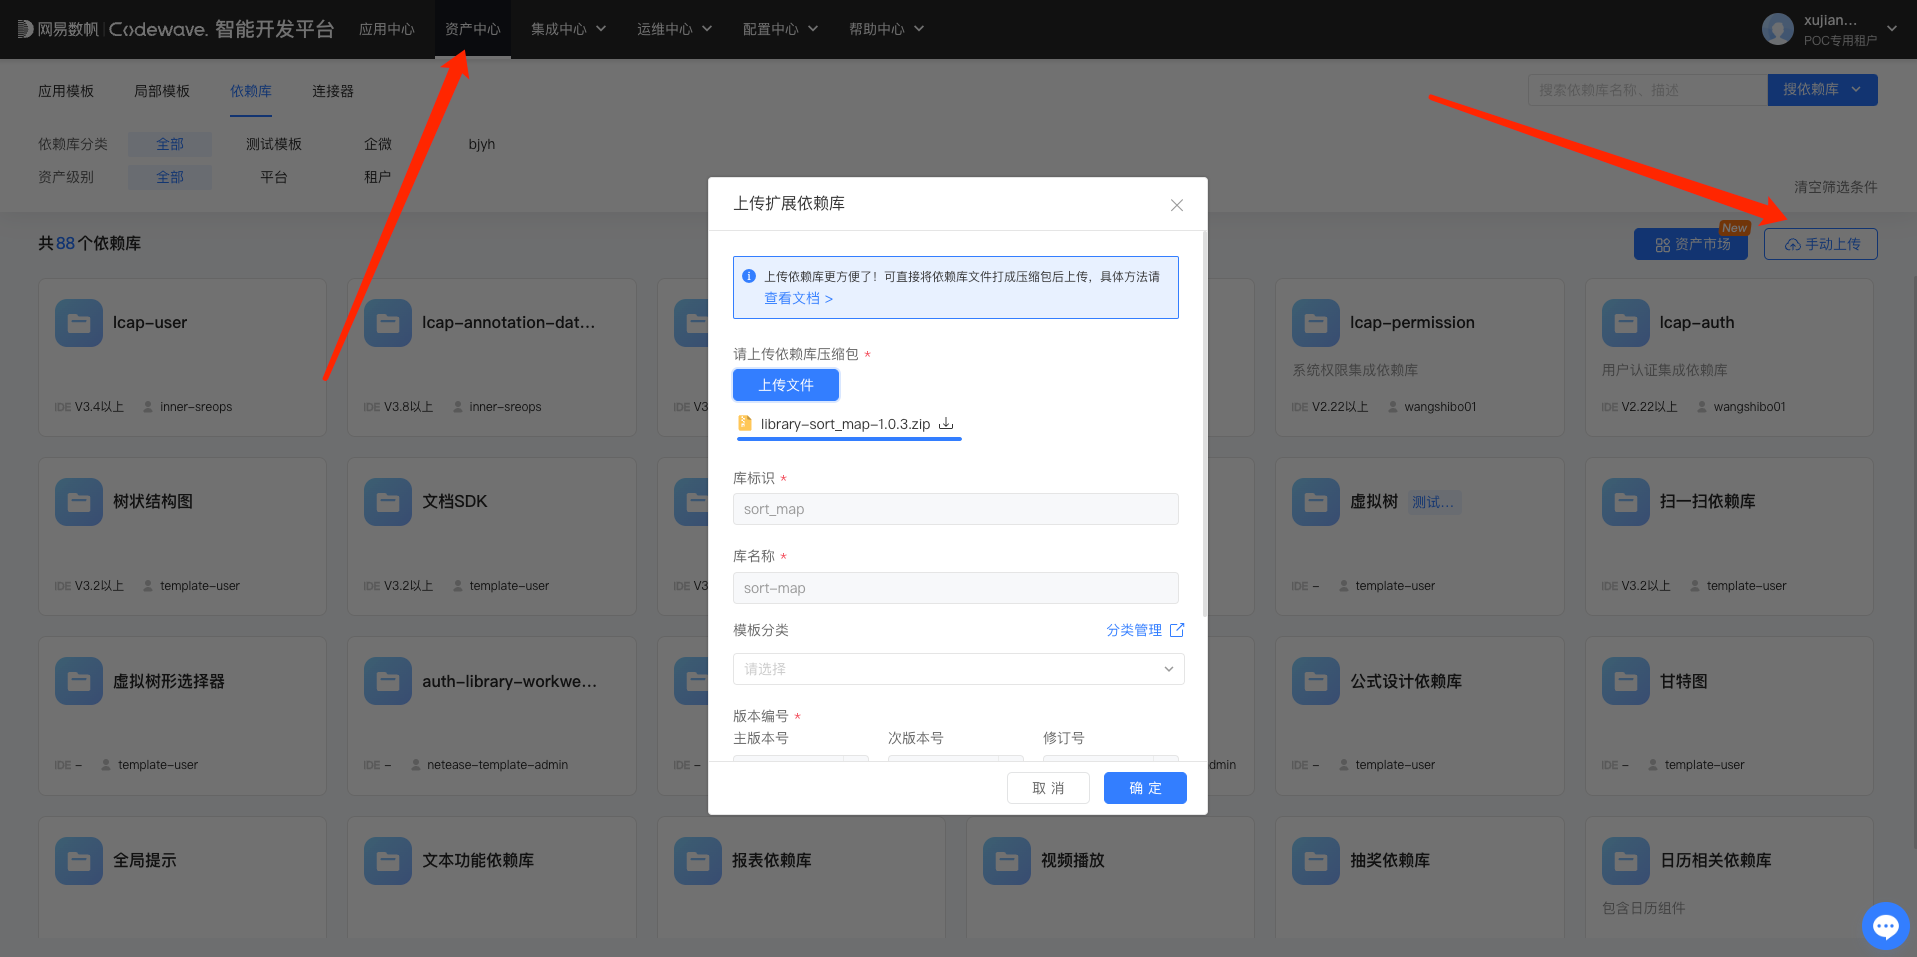 网易数帆 | Codewave. 智能开发平台
应用中心
资产中心
集成中心
运维中心
配置中心
帮助中心
xujian...
POC专用租户
应用模板
局部模板
依赖库
连接器
搜索依赖库名称、描述
搜依赖库
依赖库分类
全部
测试模板
企微
bjyh
资产级别
全部
平台
租户
清空筛选条件
共88个依赖库
New
资产市场
手动上传
lcap-user
IDE V3.4以上
inner-sreops
lcap-annotation-dat...
IDE V3.8以上
inner-sreops
IDE V3
lcap-permission
系统权限集成依赖库
IDE V2.22以上
wangshibo01
lcap-auth
用户认证集成依赖库
IDE V2.22以上
wangshibo01
树状结构图
IDE V3.2以上
template-user
文档SDK
IDE V3.2以上
template-user
IDE V3
虚拟树
测试...
IDE -
template-user
扫一扫依赖库
IDE V3.2以上
template-user
虚拟树形选择器
IDE -
template-user
auth-library-workwe...
IDE -
netease-template-admin
IDE -
dmin
公式设计依赖库
IDE -
template-user
甘特图
IDE -
template-user
全局提示
文本功能依赖库
报表依赖库
视频播放
抽奖依赖库
日历相关依赖库
包含日历组件
上传扩展依赖库
上传依赖库更方便了！可直接将依赖库文件打成压缩包后上传，具体方法请
查看文档 >
请上传依赖库压缩包 *
上传文件
library-sort_map-1.0.3.zip
库标识 *
sort_map
库名称 *
sort-map
模板分类
分类管理
请选择
版本编号 *
主版本号
次版本号
修订号
取 消
确 定